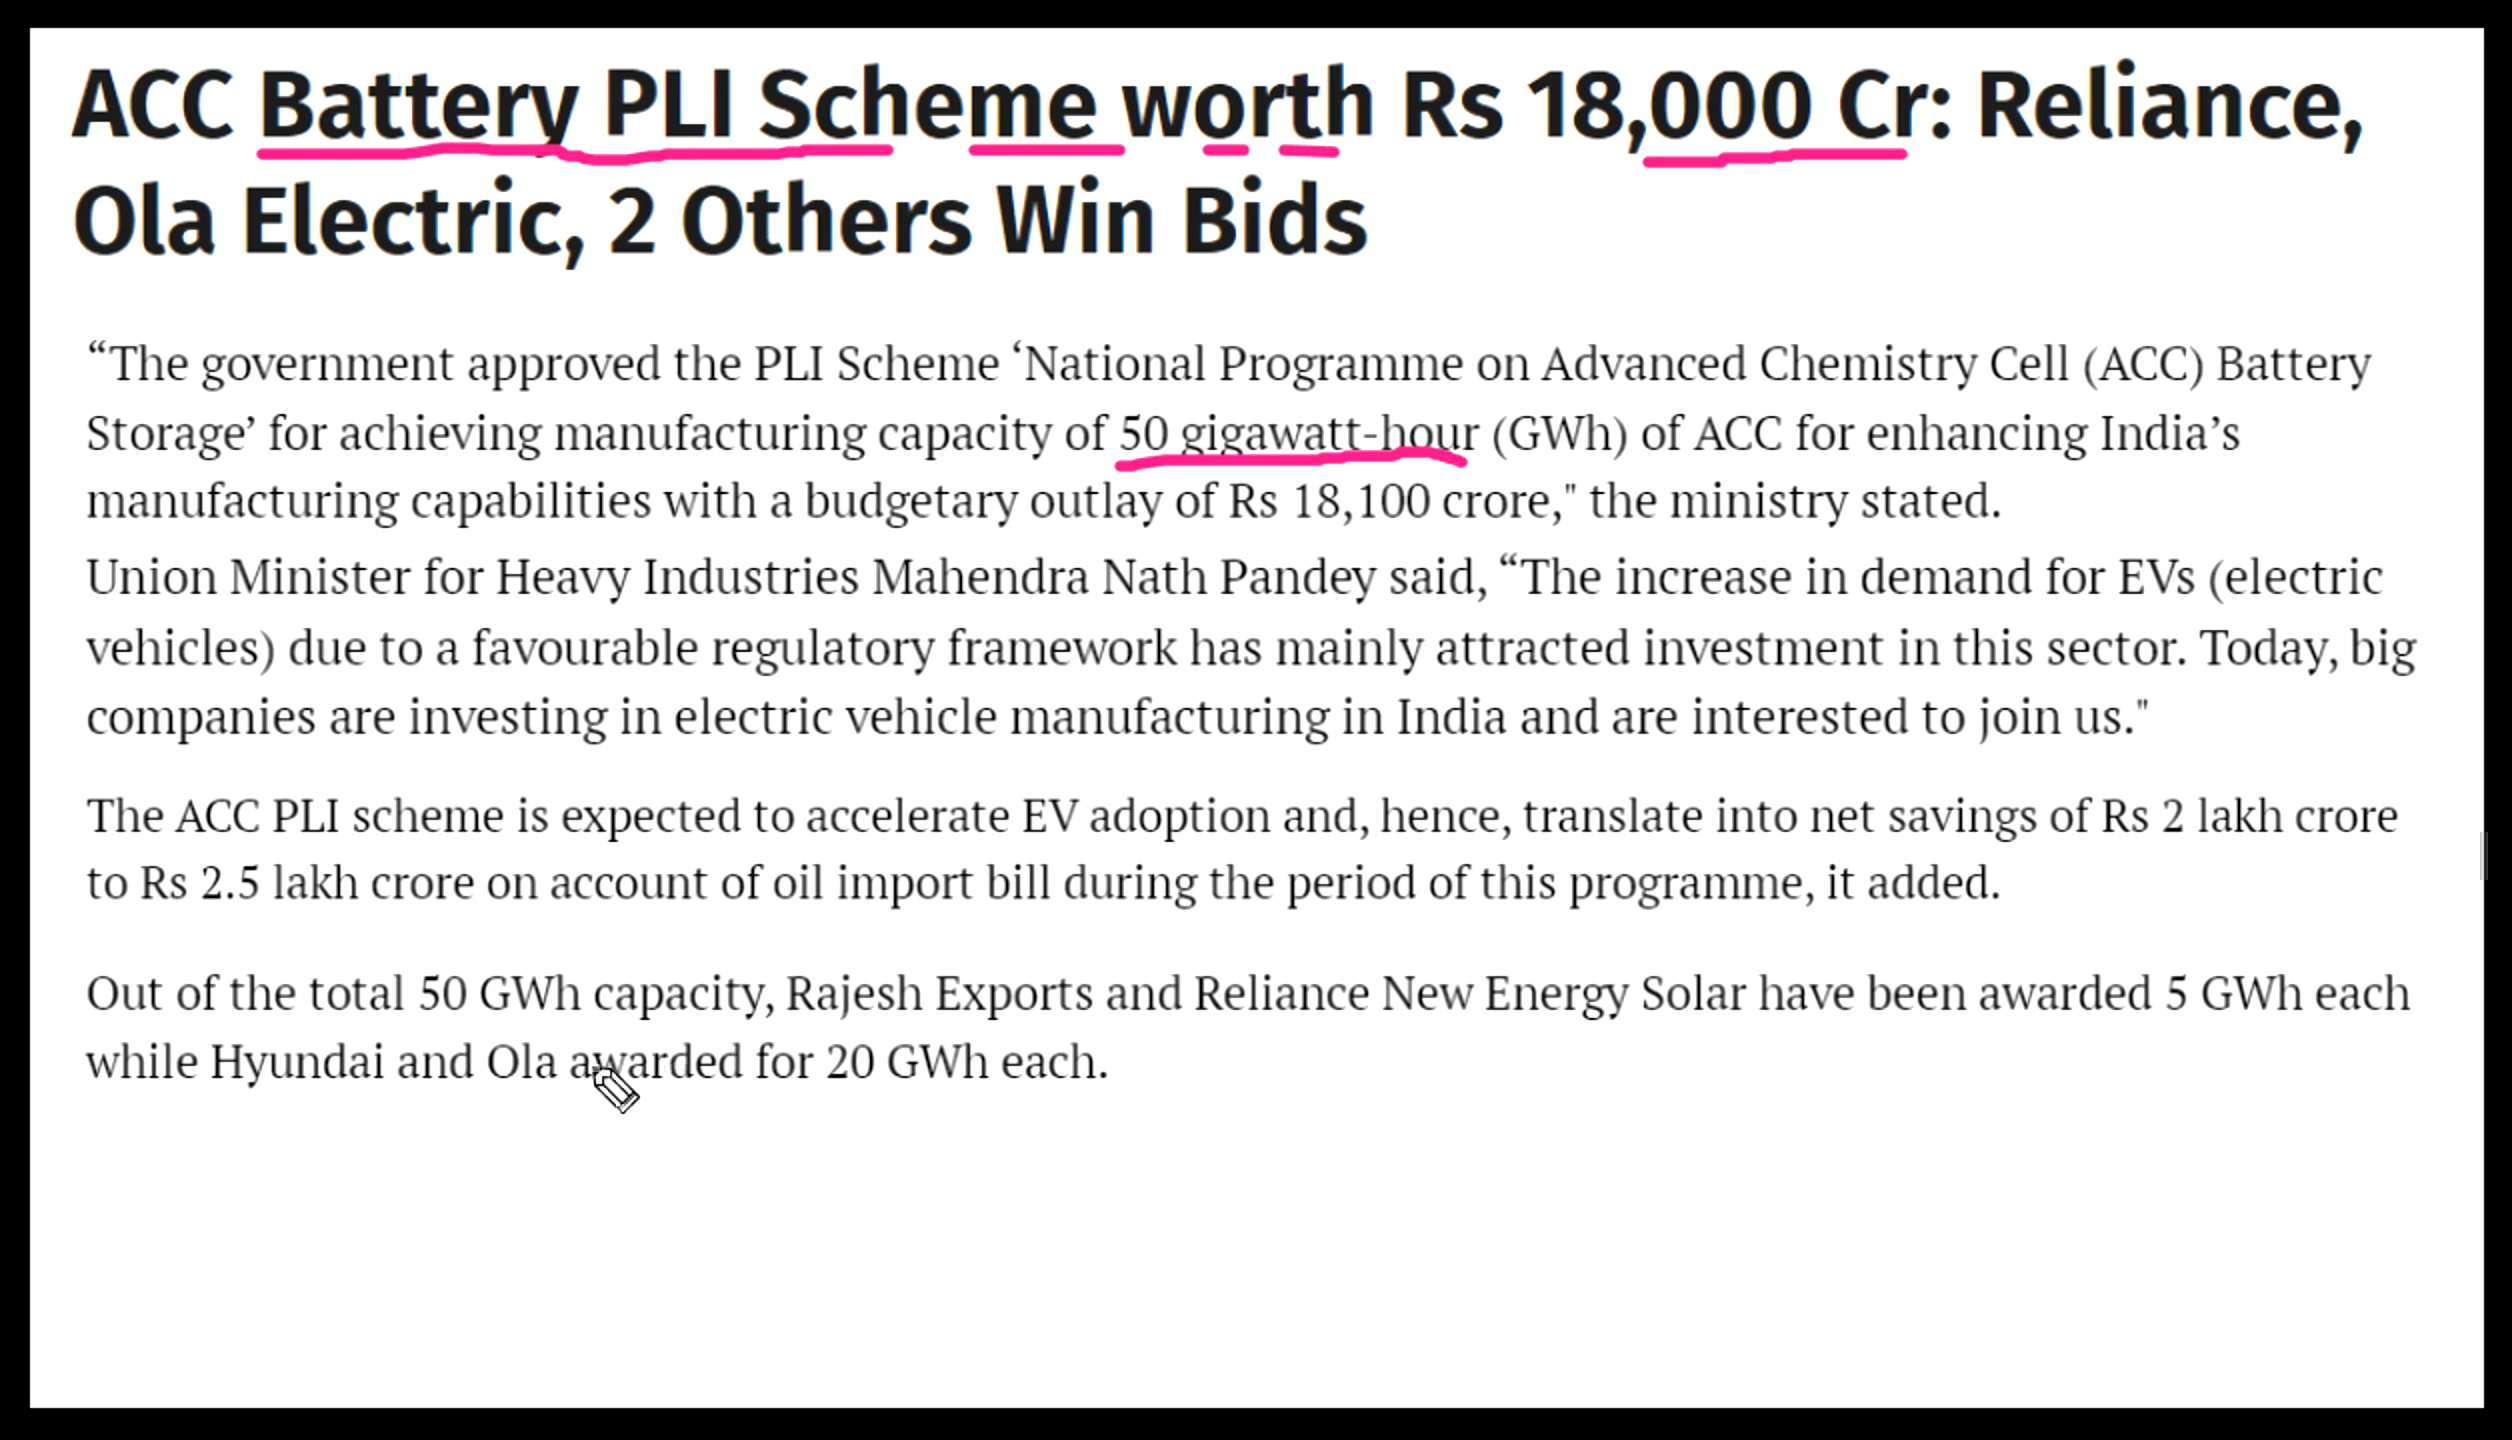 ACC Battery PLI Scheme worth Rs 18,000 Cr: Reliance,
Ola Electric, 2 Others Win Bids
“The government approved the PLI Scheme ‘National Programme on Advanced Chemistry Cell (ACC) Battery
Storage’ for achieving manufacturing capacity of 50 gigawatt-hour (GWh) of ACC for enhancing India’s
manufacturing capabilities with a budgetary outlay of Rs 18,100 crore," the ministry stated.
Union Minister for Heavy Industries Mahendra Nath Pandey said, “The increase in demand for EVs (electric
vehicles) due to a favourable regulatory framework has mainly attracted investment in this sector. Today, big
companies are investing in electric vehicle manufacturing in India and are interested to join us."
The ACC PLI scheme is expected to accelerate EV adoption and, hence, translate into net savings of Rs 2 lakh crore
to Rs 2.5 lakh crore on account of oil import bill during the period of this programme, it added.
Out of the total 50 GWh capacity, Rajesh Exports and Reliance New Energy Solar have been awarded 5 GWh each
while Hyundai and Ola awarded for 20 GWh each.